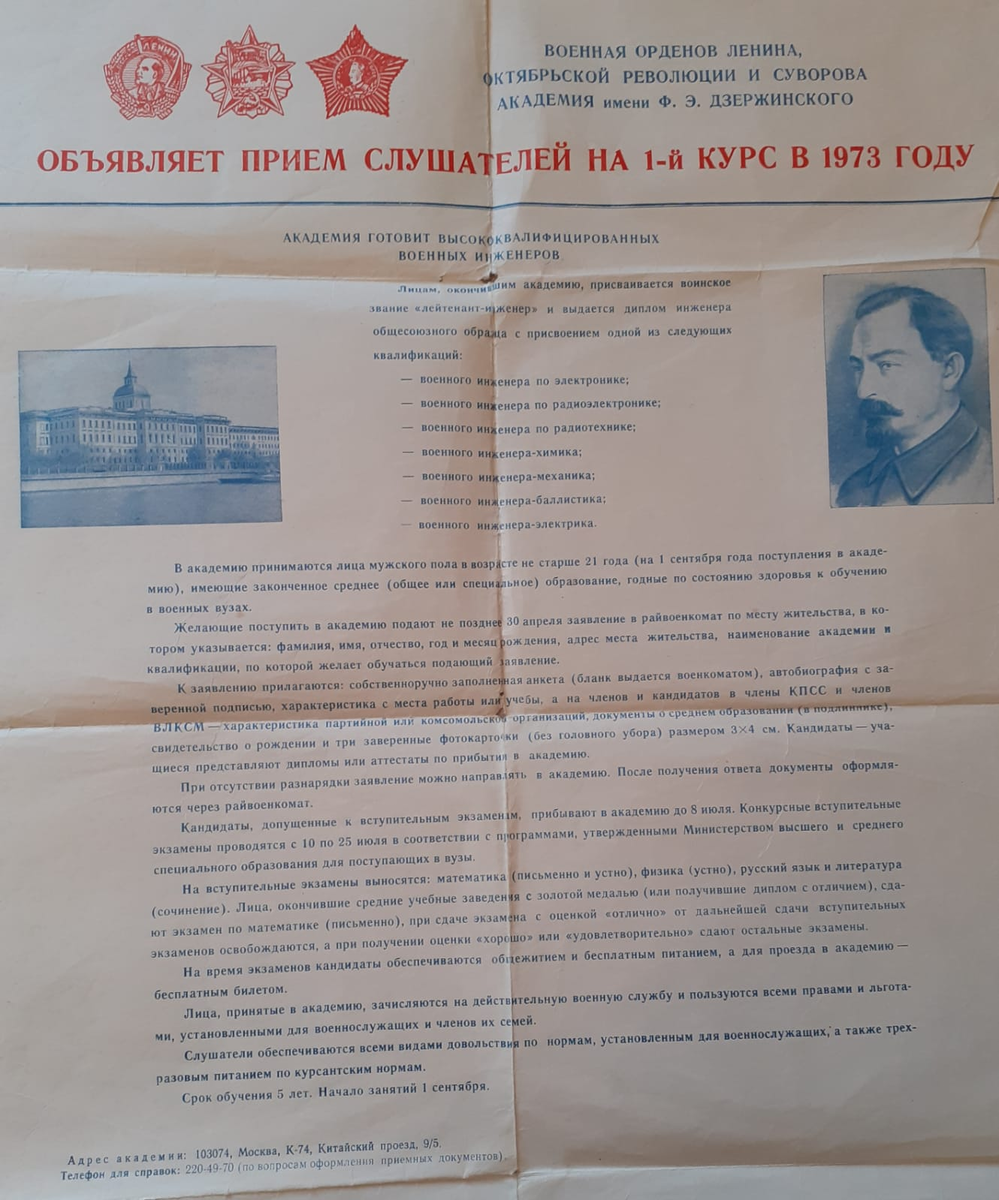 ЛЕНИН
ВОЕННАЯ ОРДЕНОВ ЛЕНИНА,
ОКТЯБРЬСКОЙ РЕВОЛЮЦИИ И СУВОРОВА
АКАДЕМИЯ имени Ф. Э. ДЗЕРЖИНСКОГО
ОБЪЯВЛЯЕТ ПРИЕМ СЛУШАТЕЛЕЙ НА 1-й КУРС В 1973 ГОДУ
АКАДЕМИЯ ГОТОВИТ ВЫСОКОКВАЛИФИЦИРОВАННЫХ
ВОЕННЫХ ИНЖЕНЕРОВ
Лицам, окончившим академию, присваивается воинское
звание «лейтенант-инженер» и выдается диплом инженера
общесоюзного образца с присвоением одной из следующих
квалификаций:
— военного инженера по электронике;
— военного инженера по радиоэлектронике;
— военного инженера по радиотехнике;
— военного инженера-химика;
— военного инженера-механика;
— военного инженера-баллистика;
— военного инженера-электрика.
В академию принимаются лица мужского пола в возрасте не старше 21 года (на 1 сентября года поступления в акаде-
мию), имеющие законченное среднее (общее или специальное) образование, годные по состоянию здоровья к обучению
в военных вузах.
Желающие поступить в академию подают не позднее 30 апреля заявление в райвоенкомат по месту жительства, в ко-
тором указывается: фамилия, имя, отчество, год и месяц рождения, адрес места жительства, наименование академии и
квалификации, по которой желает обучаться подающий заявление.
К заявлению прилагаются: собственноручно заполненная анкета (бланк выдается военкоматом), автобиография с за-
веренной подписью, характеристика с места работы или учебы, а на членов и кандидатов в члены КПСС и членов
ВЛКСМ — характеристика партийной или комсомольской организаций, документы о среднем образовании (в подлиннике),
свидетельство о рождении и три заверенные фотокарточки (без головного убора) размером 3×4 см. Кандидаты — уча-
щиеся представляют дипломы или аттестаты по прибытии в академию.
При отсутствии разнарядки заявление можно направлять в академию. После получения ответа документы оформля-
ются через райвоенкомат.
Кандидаты, допущенные к вступительным экзаменам, прибывают в академию до 8 июля. Конкурсные вступительные
экзамены проводятся с 10 по 25 июля в соответствии с программами, утвержденными Министерством высшего и среднего
специального образования для поступающих в вузы.
На вступительные экзамены выносятся: математика (письменно и устно), физика (устно), русский язык и литература
(сочинение). Лица, окончившие средние учебные заведения с золотой медалью (или получившие диплом с отличием), сда-
ют экзамен по математике (письменно), при сдаче экзамена с оценкой «отлично» от дальнейшей сдачи вступительных
экзаменов освобождаются, а при получении оценки «хорошо» или «удовлетворительно» сдают остальные экзамены.
На время экзаменов кандидаты обеспечиваются общежитием и бесплатным питанием, а для проезда в академию —
бесплатным билетом.
Лица, принятые в академию, зачисляются на действительную военную службу и пользуются всеми правами и льгота-
ми, установленными для военнослужащих и членов их семей.
Слушатели обеспечиваются всеми видами довольствия по нормам, установленным для военнослужащих, а также трех-
разовым питанием по курсантским нормам.
Срок обучения 5 лет. Начало занятий 1 сентября.
Адрес академии: 103074, Москва, К-74, Китайский проезд, 9/5.
Телефон для справок: 220-49-70 (по вопросам оформления приемных документов).